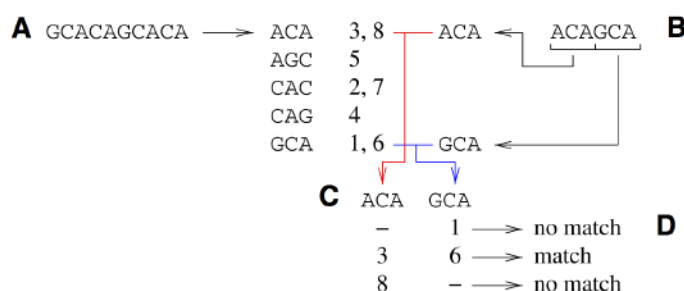 A GCACAGCACA ACA 3, 8 ACA ACAGCA B
AGC 5
CAC 2, 7
CAG 4
GCA 1, 6 GCA
C ACA GCA
– 1 no match D
3 6 match
8 – no match